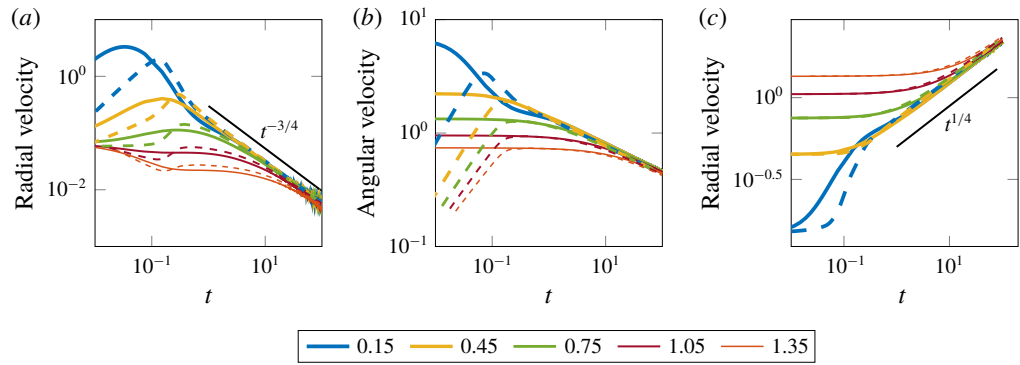 (a)
Radial velocity
10^0
10^{-2}
10^{-1}
10^1
t
t^{-3/4}
(b)
Angular velocity
10^1
10^0
10^{-1}
10^{-1}
10^1
t
(c)
Radial velocity
10^0
10^{-0.5}
10^{-1}
10^1
t
t^{1/4}
0.15 0.45 0.75 1.05 1.35